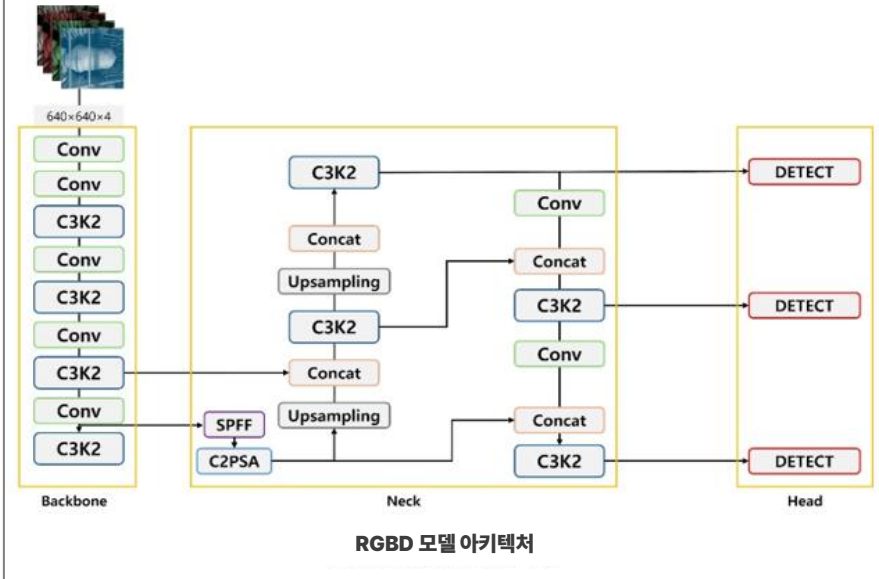 640×640×4
Conv
Conv
C3K2
Conv
C3K2
Conv
C3K2
Conv
C3K2
Backbone
C3K2
Concat
Upsampling
C3K2
Concat
Upsampling
SPFF
C2PSA
Conv
Concat
C3K2
Conv
Concat
C3K2
Neck
DETECT
DETECT
DETECT
Head
RGBD 모델 아키텍처